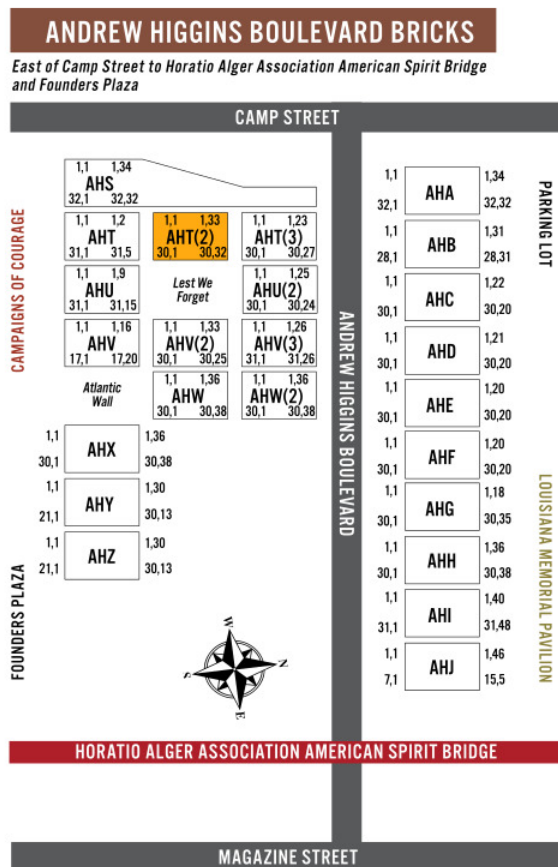 ANDREW HIGGINS BOULEVARD BRICKS
East of Camp Street to Horatio Alger Association American Spirit Bridge
and Founders Plaza
CAMP STREET
CAMPAIGNS OF COURAGE
FOUNDERS PLAZA
1,1 1,34
AHS
32,1 32,32
1,1 1,2
AHT
31,1 31,5
1,1 1,33
AHT(2)
30,1 30,32
1,1 1,23
AHT(3)
30,1 30,27
1,1 1,9
AHU
31,1 31,15
Lest We
Forget
1,1 1,25
AHU(2)
30,1 30,24
1,1 1,16
AHV
17,1 17,20
1,1 1,33
AHV(2)
30,1 30,25
1,1 1,26
AHV(3)
31,1 31,26
Atlantic
Wall
1,1 1,36
AHW
30,1 30,38
1,1 1,36
AHW(2)
30,1 30,38
1,1 1,36
AHX
30,1 30,38
1,1 1,30
AHY
21,1 30,13
1,1 1,30
AHZ
21,1 30,13
W
N
S
E
ANDREW HIGGINS BOULEVARD
1,1 1,34
AHA
32,1 32,32
1,1 1,31
AHB
28,1 28,31
1,1 1,22
AHC
30,1 30,20
1,1 1,21
AHD
30,1 30,20
1,1 1,20
AHE
30,1 30,20
1,1 1,20
AHF
30,1 30,20
1,1 1,18
AHG
30,1 30,35
1,1 1,36
AHH
30,1 30,38
1,1 1,40
AHI
31,1 31,48
1,1 1,46
AHJ
7,1 15,5
PARKING LOT
LOUISIANA MEMORIAL PAVILION
HORATIO ALGER ASSOCIATION AMERICAN SPIRIT BRIDGE
MAGAZINE STREET